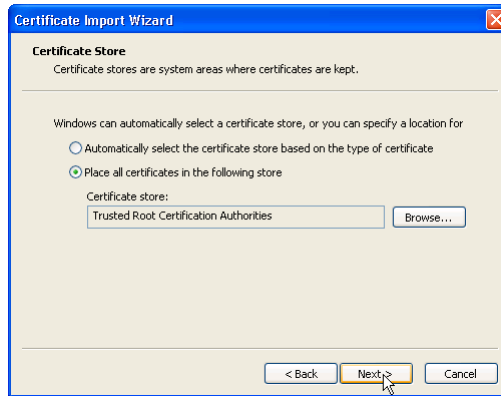 Certificate Import Wizard
Certificate Store
Certificate stores are system areas where certificates are kept.
Windows can automatically select a certificate store, or you can specify a location for
Automatically select the certificate store based on the type of certificate
Place all certificates in the following store
Certificate store:
Trusted Root Certification Authorities
Browse...
< Back
Next >
Cancel